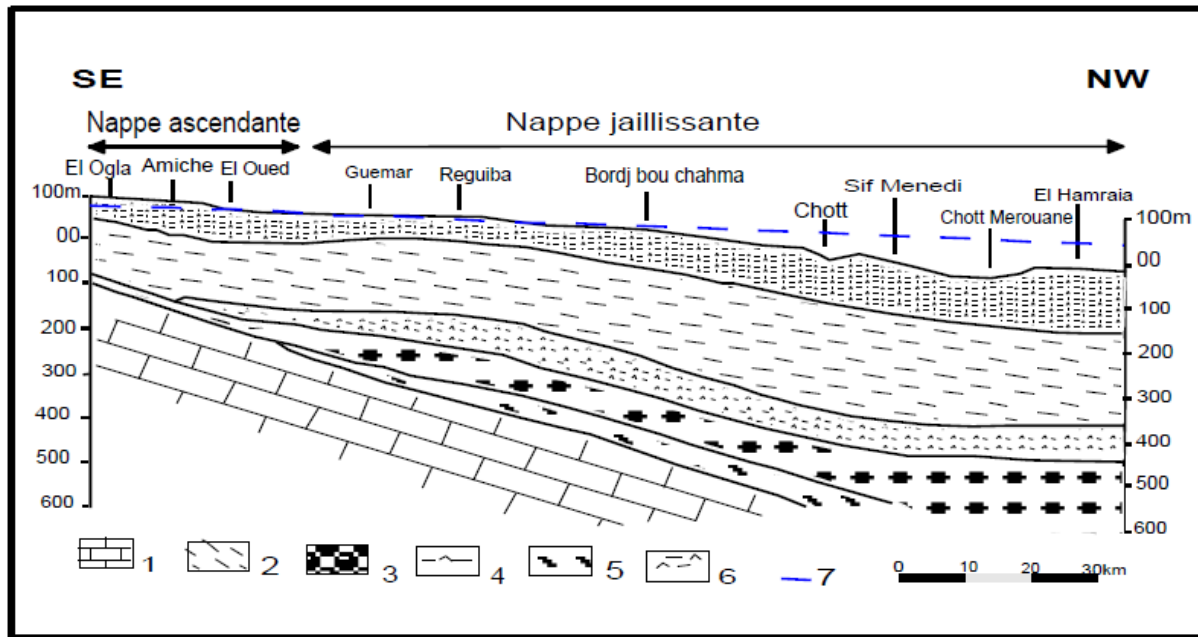 SE NW
Nappe ascendante Nappe jaillissante
El Ogla Amiche El Oued Guemar Reguiba Bordj bou chahma Chott Sif Menedi Chott Merouane El Hamraia
100m 100m
00 00
100 100
200 200
300 300
400 400
500 500
600 600
1 2 3 4 5 6 7 0 10 20 30km